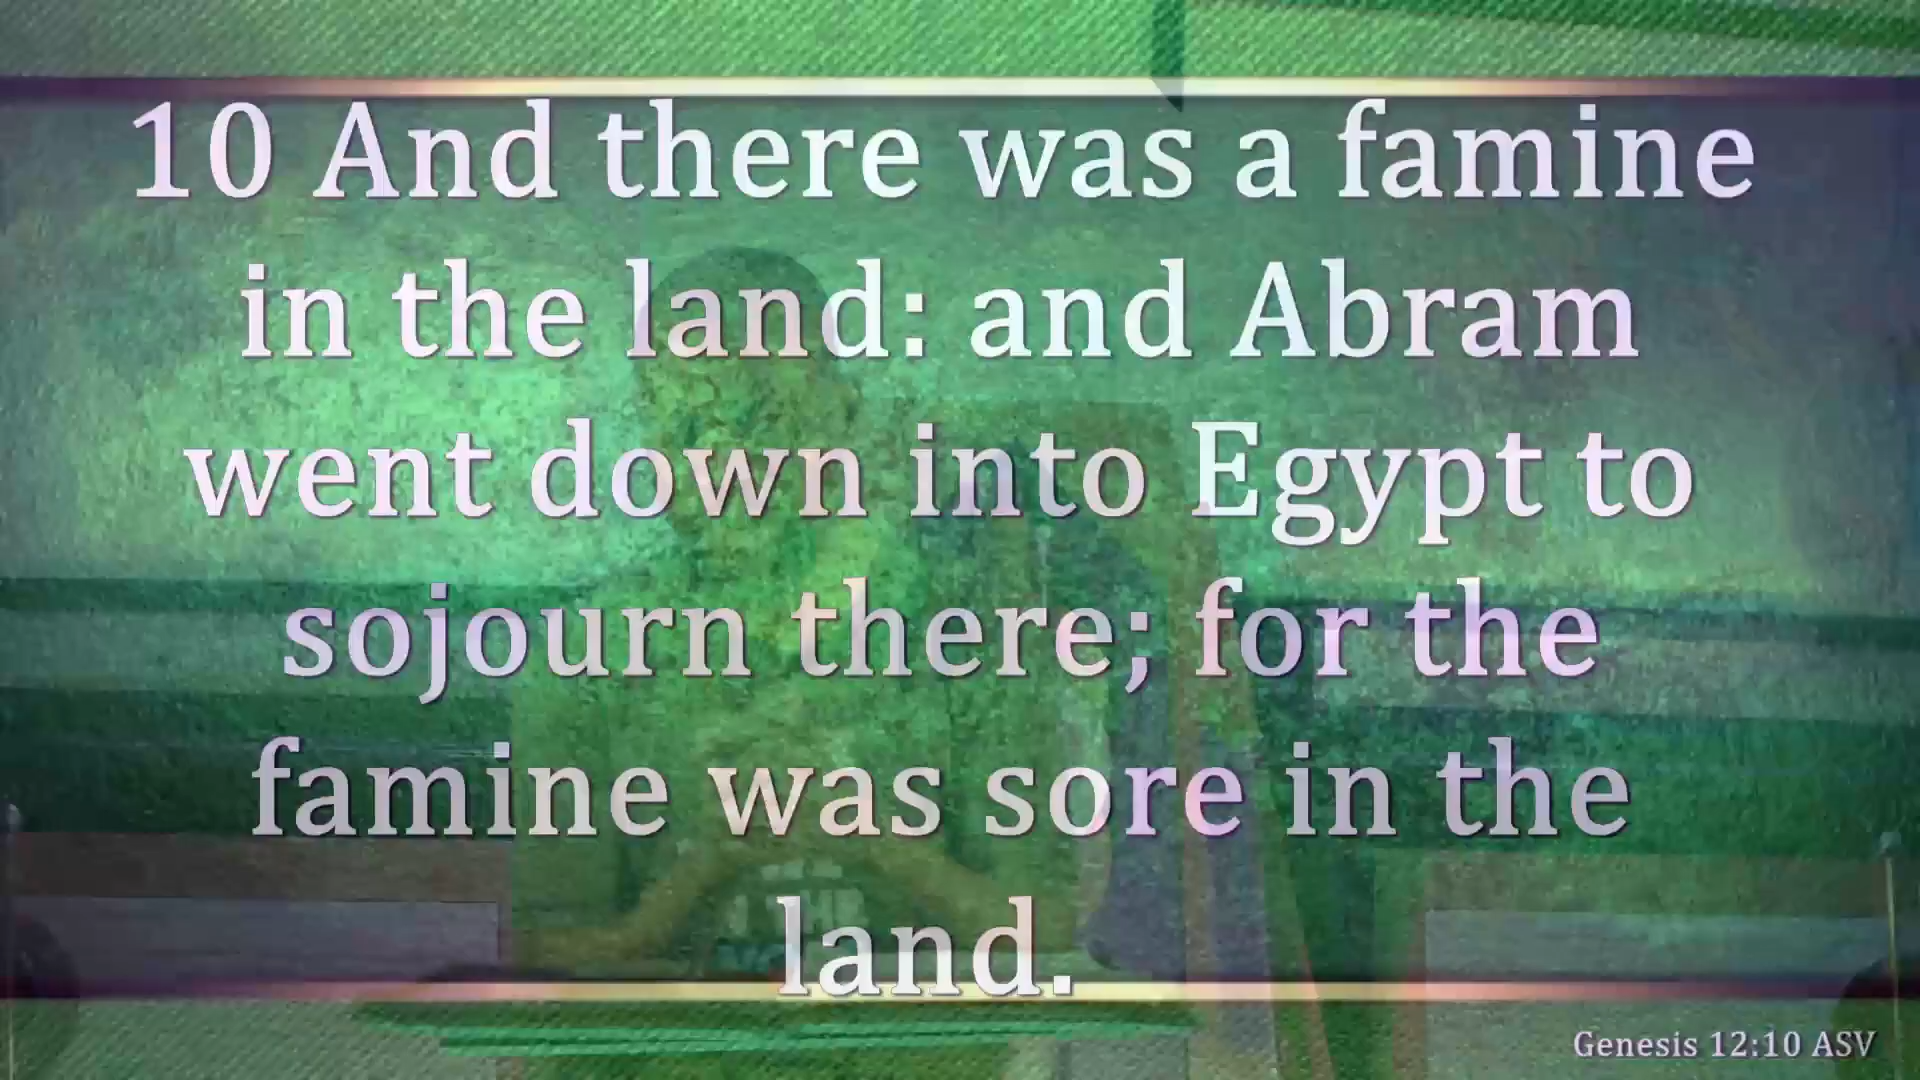 10 And there was a famine
in the land: and Abram
went down into Egypt to
sojourn there; for the
famine was sore in the
land.
Genesis 12:10 ASV